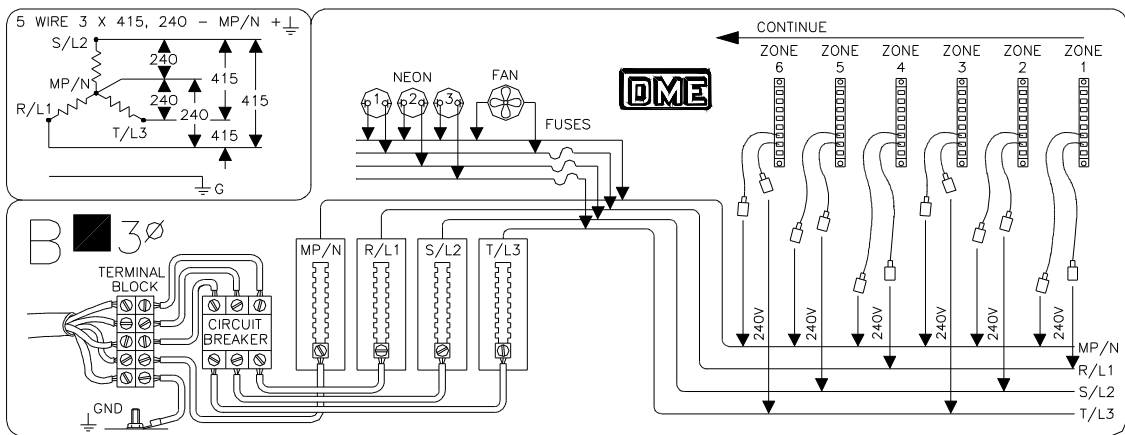 5 WIRE 3 X 415, 240 - MP/N +
S/L2
240
415
MP/N
240
415
R/L1
240
T/L3
415
G
CONTINUE
ZONE 6
ZONE 5
ZONE 4
ZONE 3
ZONE 2
ZONE 1
NEON
FAN
1
2
3
DME
FUSES
B 3Ø
MP/N
R/L1
S/L2
T/L3
TERMINAL
BLOCK
CIRCUIT
BREAKER
GND
240V
240V
240V
240V
240V
240V
MP/N
R/L1
S/L2
T/L3